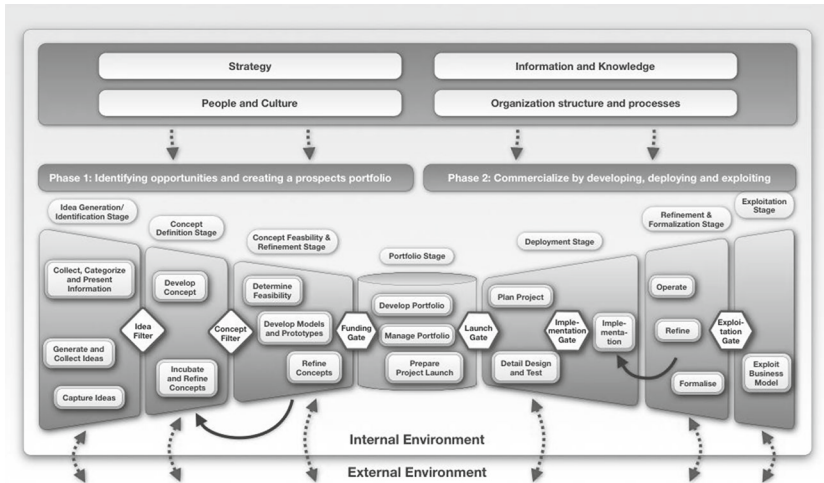 Strategy
Information and Knowledge
People and Culture
Organization structure and processes
Phase 1: Identifying opportunities and creating a prospects portfolio
Phase 2: Commercialize by developing, deploying and exploiting
Idea Generation/
Identification Stage
Concept
Definition Stage
Concept Feasibility &
Refinement Stage
Portfolio Stage
Deployment Stage
Refinement &
Formalization Stage
Exploitation
Stage
Collect, Categorize
and Present
Information
Generate and
Collect Ideas
Capture Ideas
Idea
Filter
Develop
Concept
Incubate
and Refine
Concepts
Concept
Filter
Determine
Feasibility
Develop Models
and Prototypes
Refine
Concepts
Funding
Gate
Develop Portfolio
Manage Portfolio
Prepare
Project Launch
Launch
Gate
Plan Project
Detail Design
and Test
Imple-
mentation
Gate
Imple-
menta-
tion
Operate
Refine
Formalise
Exploi-
tation
Gate
Exploit
Business
Model
Internal Environment
External Environment